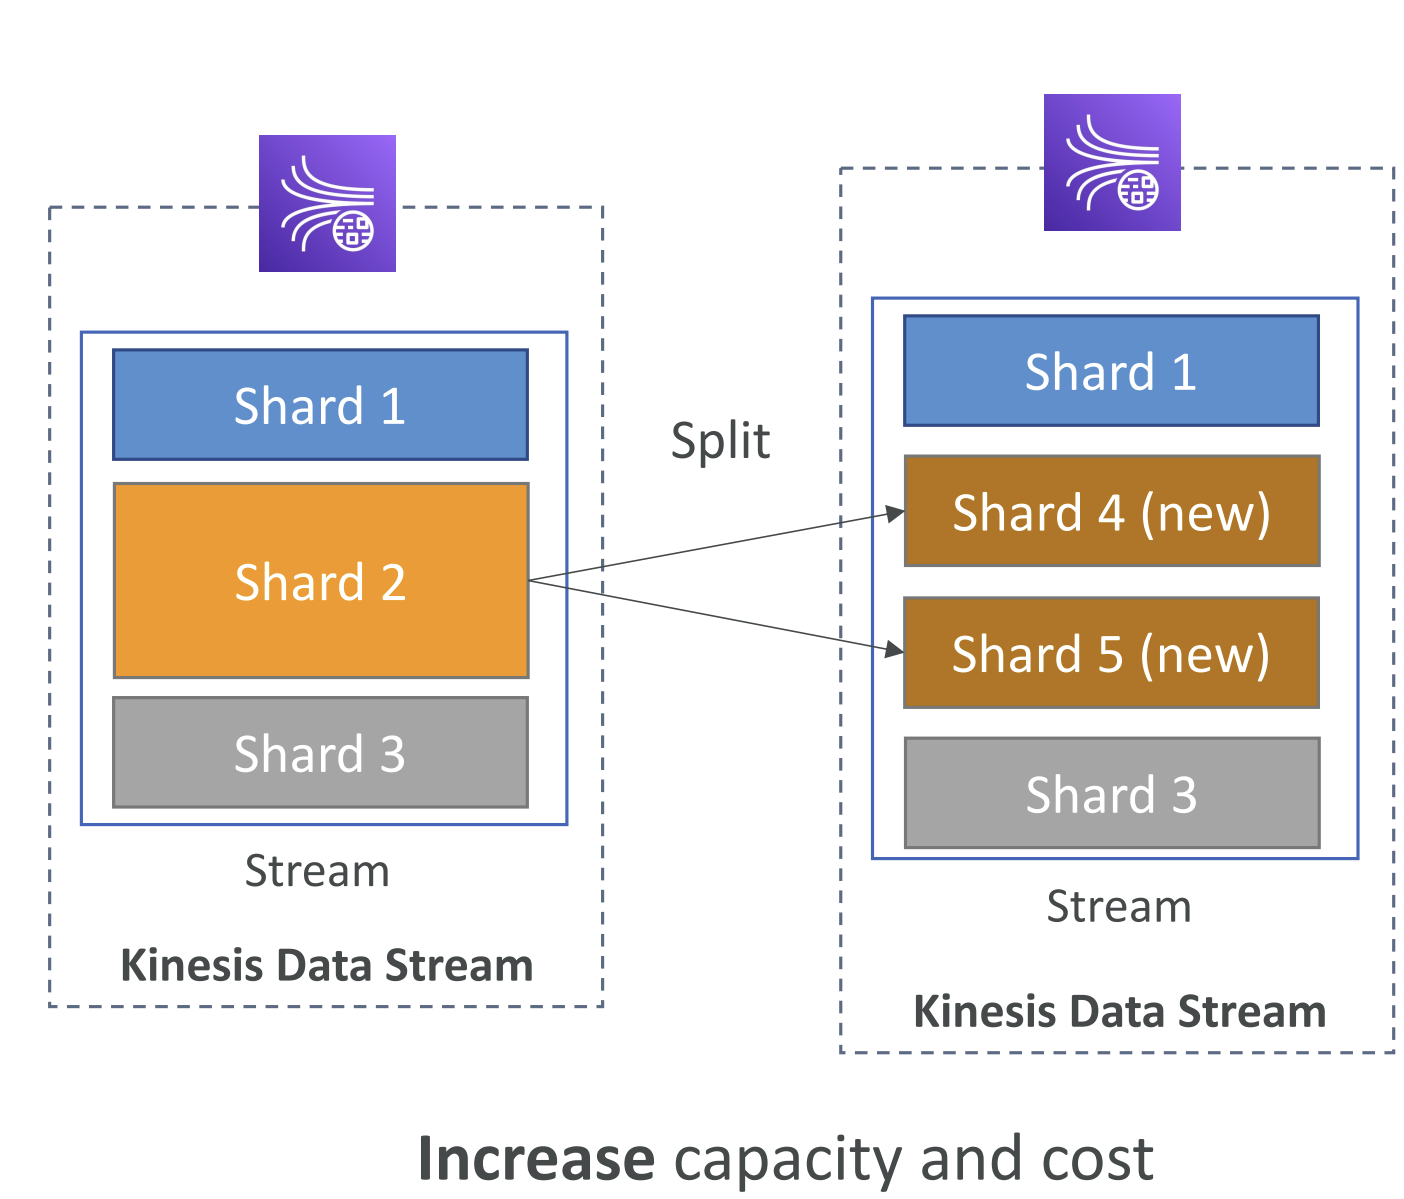 Shard 1
Shard 2
Shard 3
Stream
Kinesis Data Stream
Split
Shard 1
Shard 4 (new)
Shard 5 (new)
Shard 3
Stream
Kinesis Data Stream
Increase capacity and cost